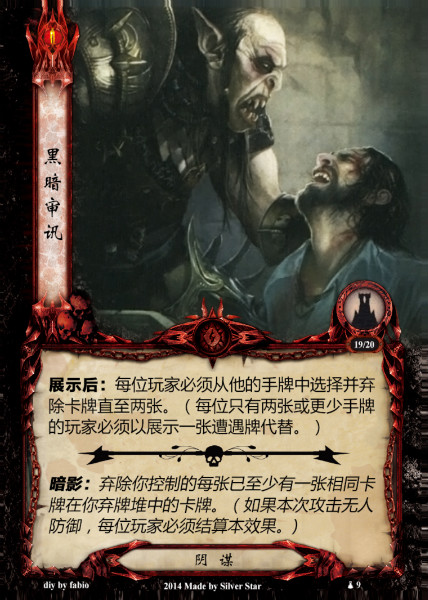 黑暗审讯
19/20
展示后：每位玩家必须从他的手牌中选择并弃
除卡牌直至两张。（每位只有两张或更少手牌
的玩家必须以展示一张遭遇牌代替。）
暗影：弃除你控制的每张已至少有一张相同卡
牌在你弃牌堆中的卡牌。（如果本次攻击无人
防御，每位玩家必须结算本效果。）
阴谋
diy by fabio
2014 Made by Silver Star
9